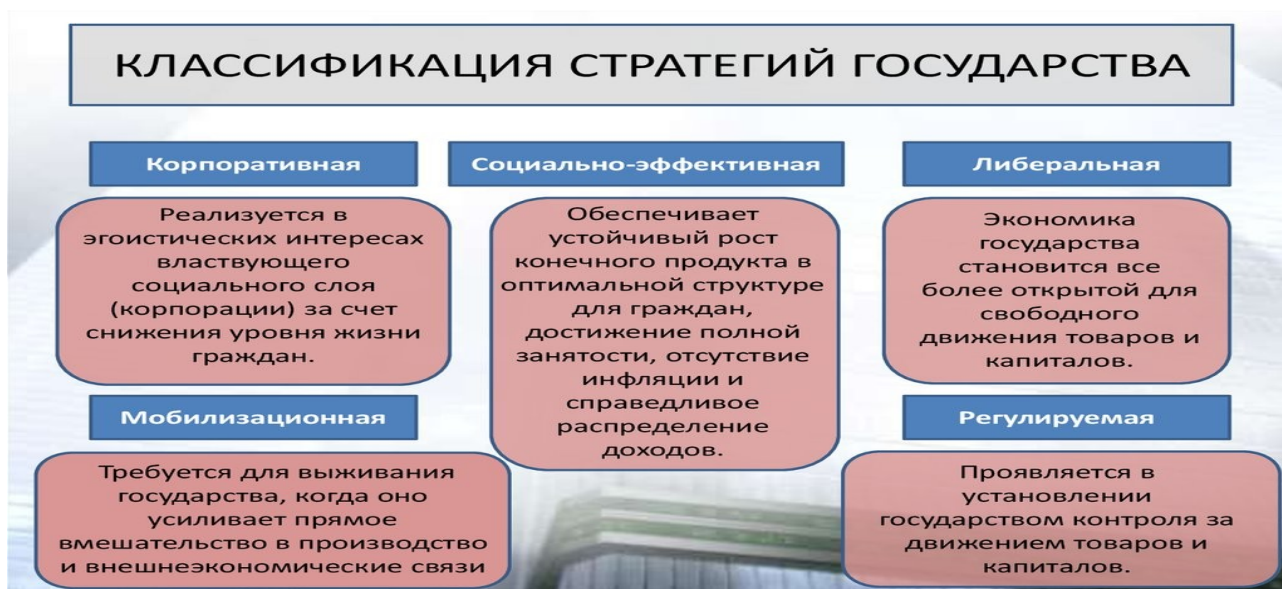 КЛАССИФИКАЦИЯ СТРАТЕГИЙ ГОСУДАРСТВА
Корпоративная
Реализуется в
эгоистических интересах
властвующего
социального слоя
(корпорации) за счет
снижения уровня жизни
граждан.
Социально-эффективная
Обеспечивает
устойчивый рост
конечного продукта в
оптимальной структуре
для граждан,
достижение полной
занятости, отсутствие
инфляции и
справедливое
распределение
доходов.
Либеральная
Экономика
государства
становится все
более открытой для
свободного
движения товаров и
капиталов.
Мобилизационная
Требуется для выживания
государства, когда оно
усиливает прямое
вмешательство в производство
и внешнеэкономические связи
Регулируемая
Проявляется в
установлении
государством контроля за
движением товаров и
капиталов.